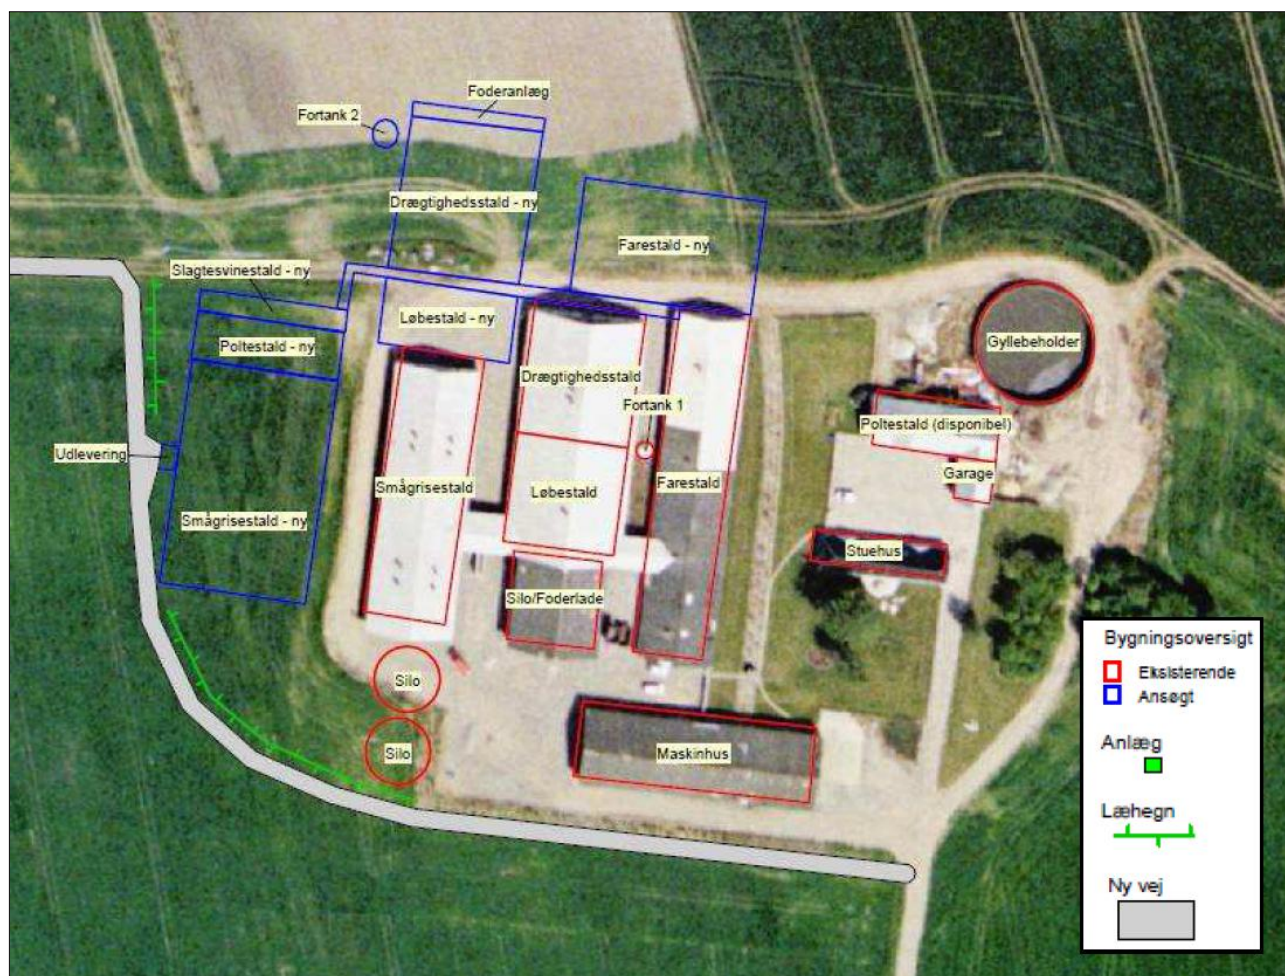 Foderanlæg
Fortank 2
Drægtighedsstald - ny
Farestald - ny
Slagtesvinestald - ny
Løbestald - ny
Poltestald - ny
Gyllebeholder
Drægtighedsstald
Fortank 1
Poltestald (disponibel)
Udlevering
Garage
Smågrisestald
Løbestald
Farestald
Smågrisestald - ny
Stuehus
Silo/Foderlade
Silo
Silo
Maskinhus
Bygningsoversigt
Eksisterende
Ansøgt
Anlæg
Læhegn
Ny vej